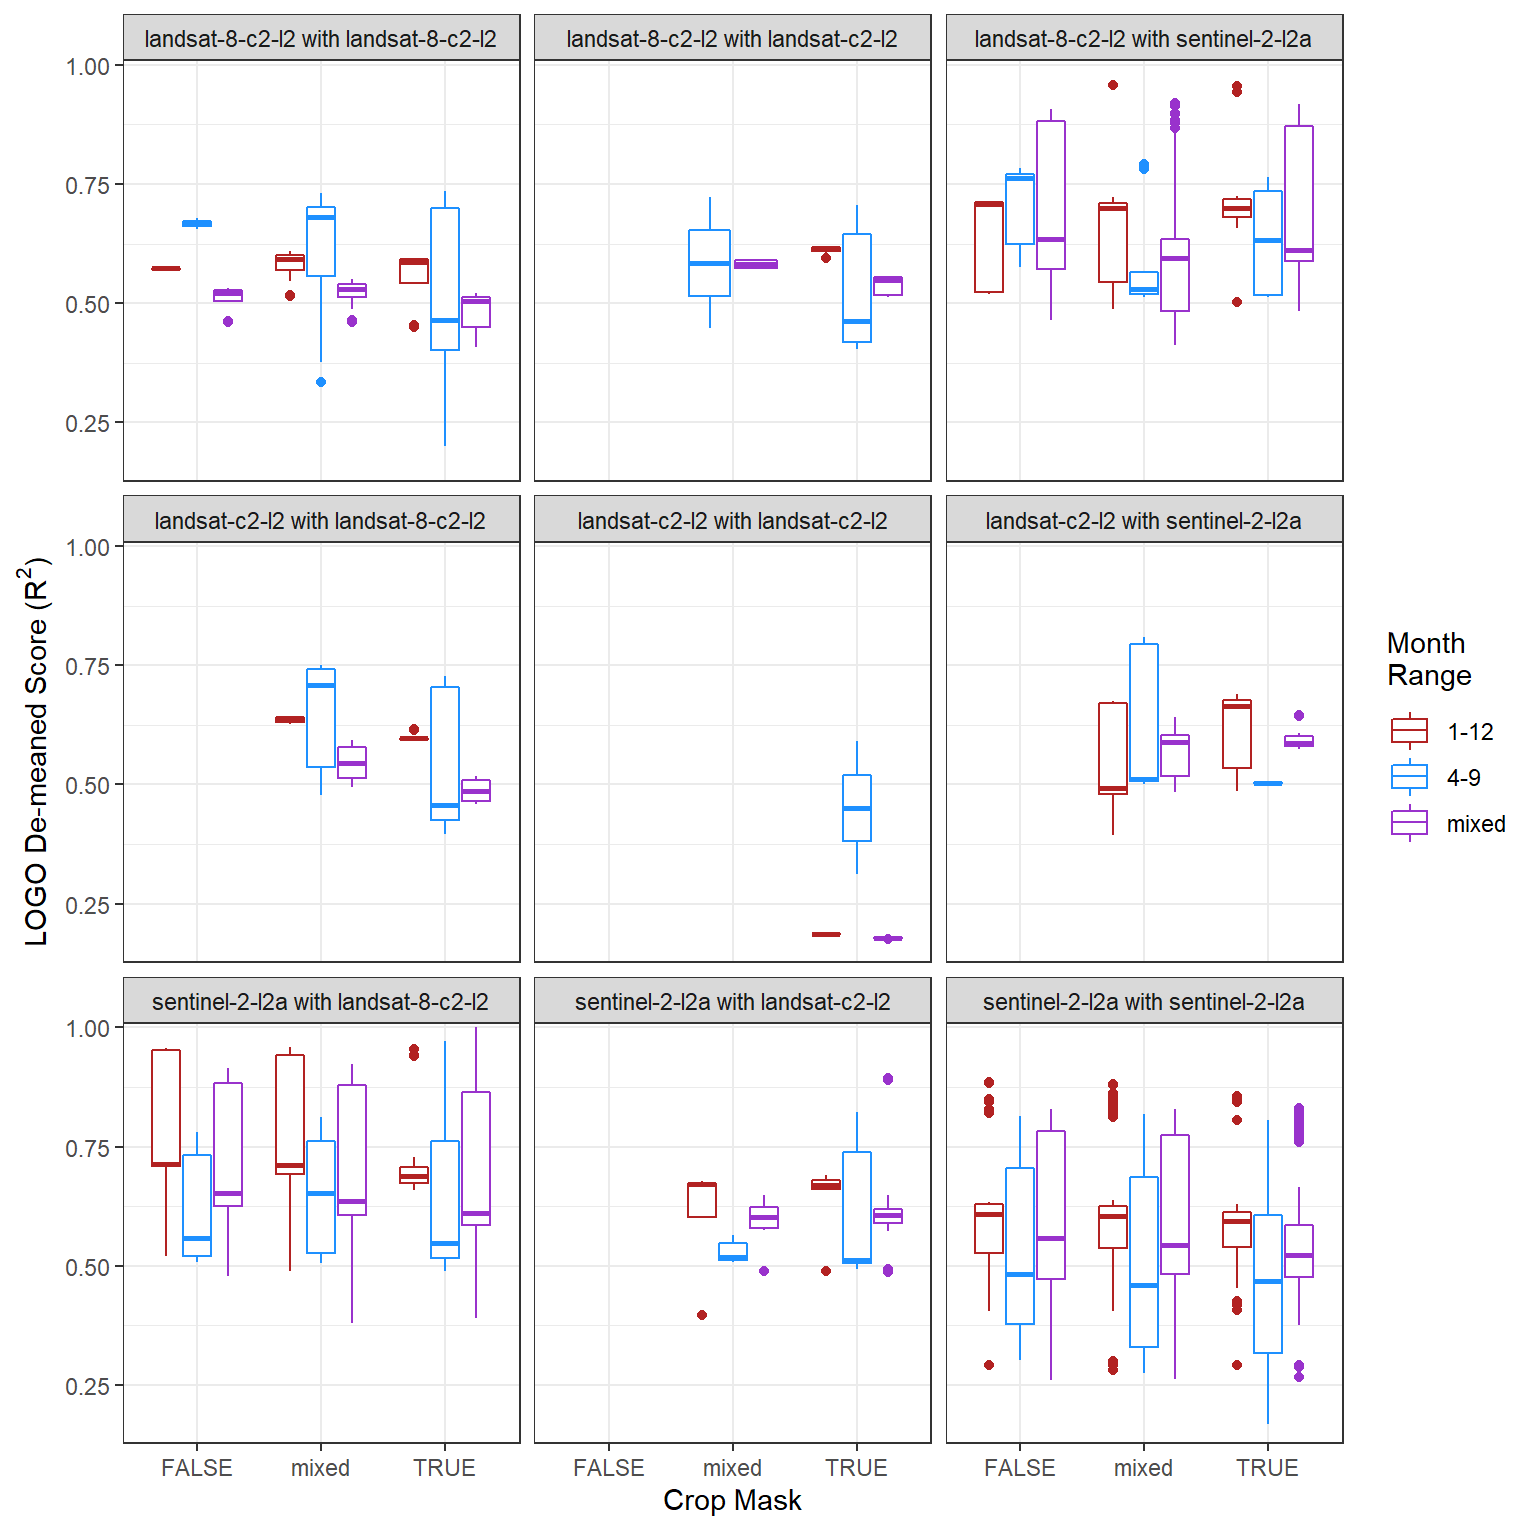 landsat-8-c2-l2 with landsat-8-c2-l2
landsat-8-c2-l2 with landsat-c2-l2
landsat-8-c2-l2 with sentinel-2-l2a
1.00
0.75
0.50
0.25
landsat-c2-l2 with landsat-8-c2-l2
landsat-c2-l2 with landsat-c2-l2
landsat-c2-l2 with sentinel-2-l2a
1.00
0.75
0.50
0.25
LOGO De-meaned Score (R²)
sentinel-2-l2a with landsat-8-c2-l2
sentinel-2-l2a with landsat-c2-l2
sentinel-2-l2a with sentinel-2-l2a
1.00
0.75
0.50
0.25
FALSE mixed TRUE
FALSE mixed TRUE
FALSE mixed TRUE
Crop Mask
Month
Range
1-12
4-9
mixed